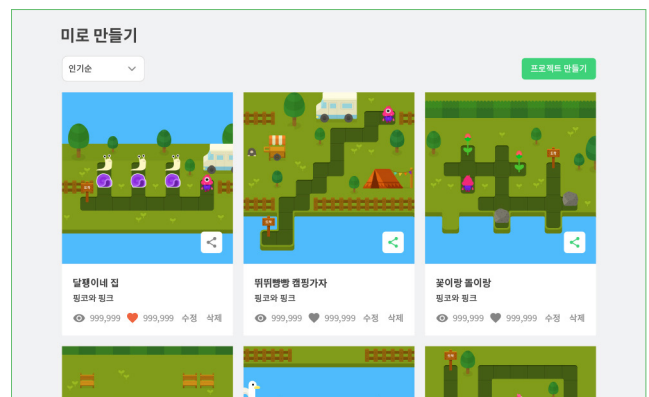 미로 만들기
인기순
프로젝트 만들기
달팽이네 집
핑코와 핑크
999,999 999,999 수정 삭제
뛰뛰빵빵 캠핑가자
핑코와 핑크
999,999 999,999 수정 삭제
꽃이랑 돌이랑
핑코와 핑크
999,999 999,999 수정 삭제